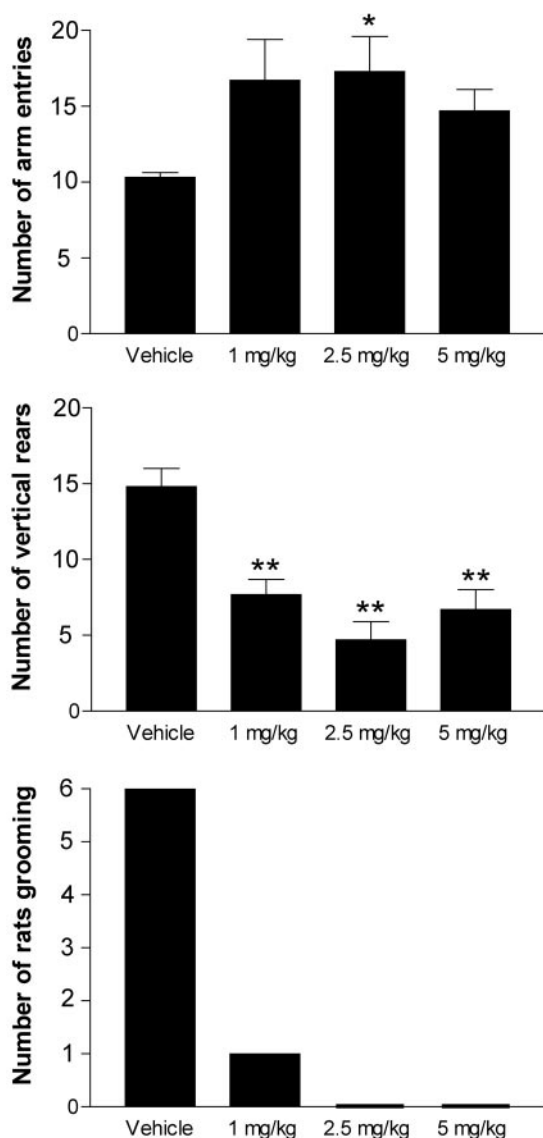 Number of arm entries
20
15
10
5
0
*
Vehicle 1 mg/kg 2.5 mg/kg 5 mg/kg
Number of vertical rears
20
15
10
5
0
** ** **
Vehicle 1 mg/kg 2.5 mg/kg 5 mg/kg
Number of rats grooming
6
5
4
3
2
1
0
Vehicle 1 mg/kg 2.5 mg/kg 5 mg/kg